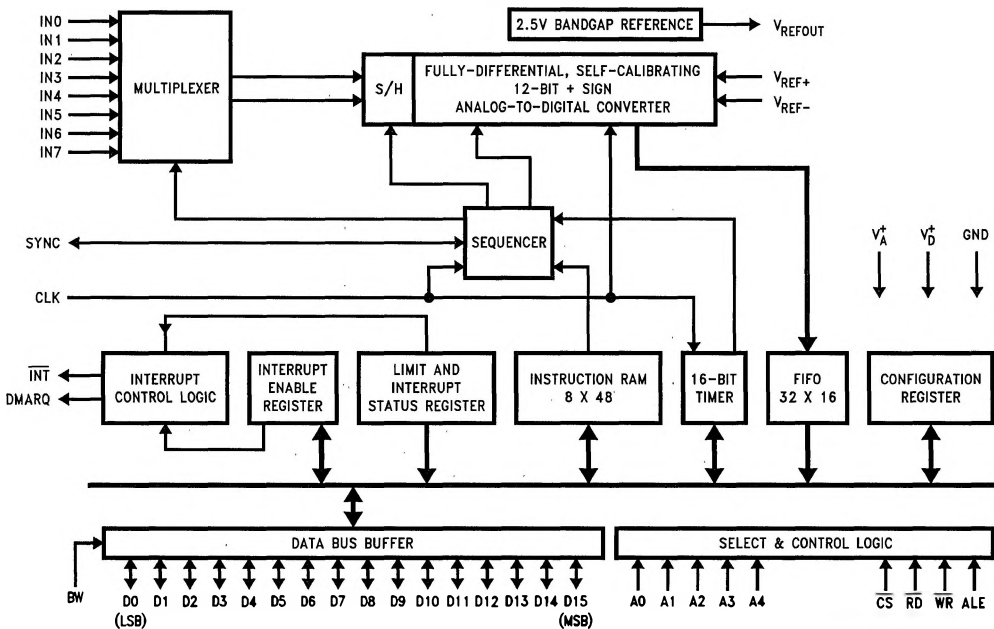 IN0
IN1
IN2
IN3
IN4
IN5
IN6
IN7
MULTIPLEXER
2.5V BANDGAP REFERENCE
VREFOUT
S/H
FULLY-DIFFERENTIAL, SELF-CALIBRATING
12-BIT + SIGN
ANALOG-TO-DIGITAL CONVERTER
VREF+
VREF-
SYNC
SEQUENCER
CLK
V+A
V+D
GND
INT
DMARQ
INTERRUPT
CONTROL LOGIC
INTERRUPT
ENABLE
REGISTER
LIMIT AND
INTERRUPT
STATUS REGISTER
INSTRUCTION RAM
8 X 48
16-BIT
TIMER
FIFO
32 X 16
CONFIGURATION
REGISTER
DATA BUS BUFFER
SELECT & CONTROL LOGIC
BW
D0 D1 D2 D3 D4 D5 D6 D7 D8 D9 D10 D11 D12 D13 D14 D15
(LSB) (MSB)
A0 A1 A2 A3 A4
CS RD WR ALE